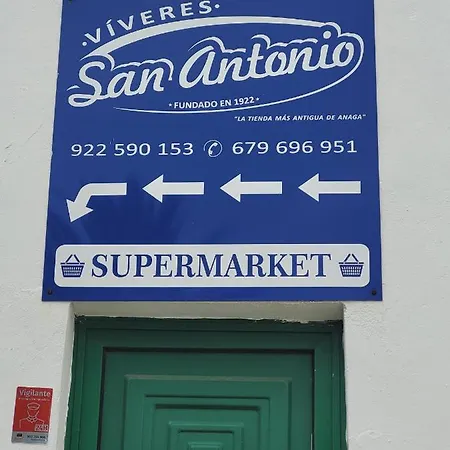 · VÍVERES ·
San Antonio
· FUNDADO EN 1922 ·
"LA TIENDA MÁS ANTIGUA DE ANAGA"
922 590 153 679 696 951
SUPERMARKET
Vigilante